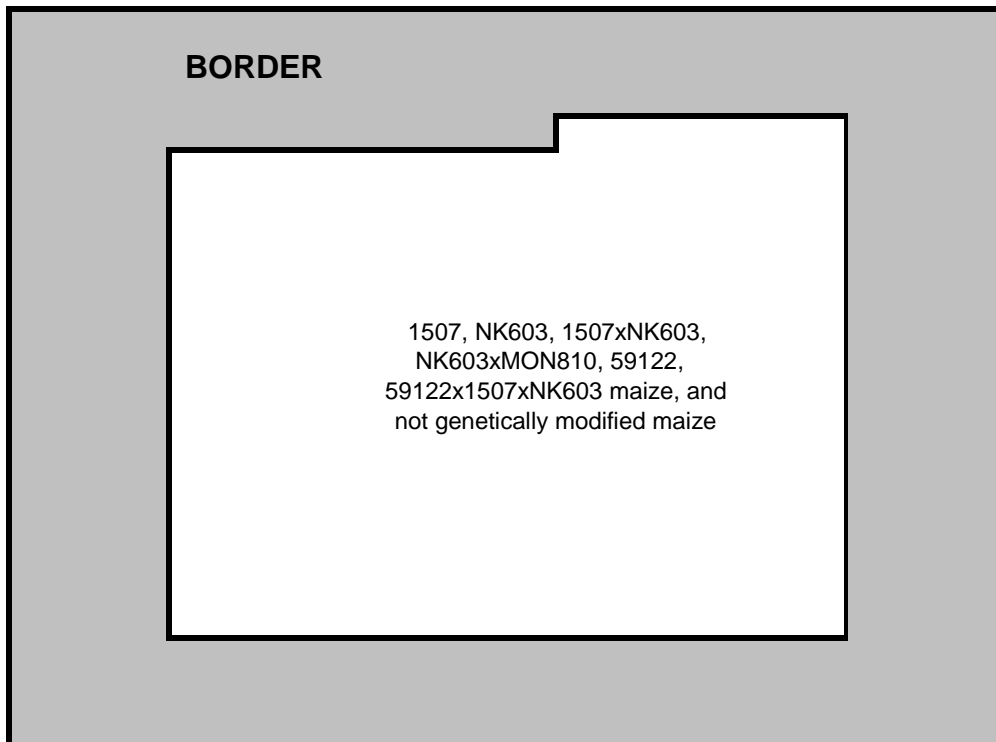 BORDER
1507, NK603, 1507xNK603,
NK603xMON810, 59122,
59122x1507xNK603 maize, and
not genetically modified maize